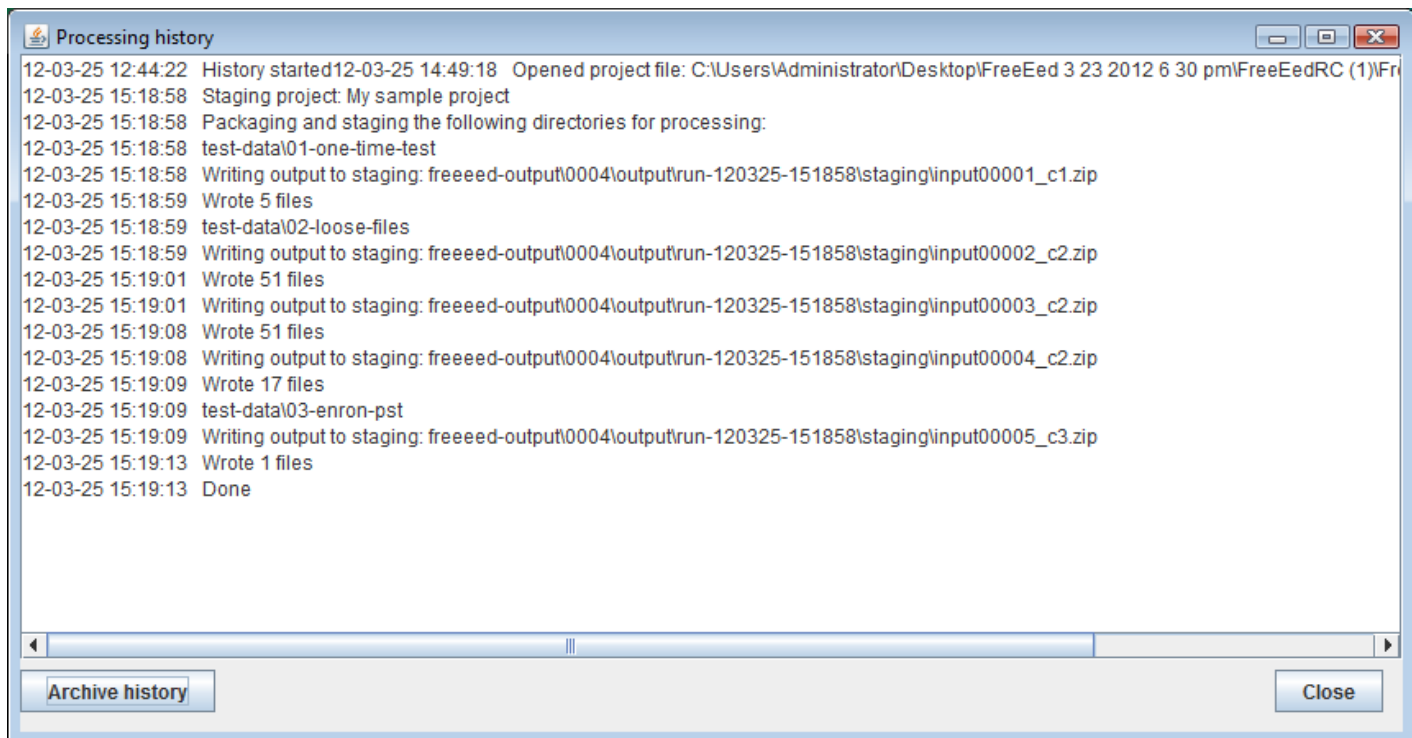 Processing history
12-03-25 12:44:22 History started12-03-25 14:49:18 Opened project file: C:\Users\Administrator\Desktop\FreeEed 3 23 2012 6 30 pm\FreeEedRC (1)\Fr
12-03-25 15:18:58 Staging project: My sample project
12-03-25 15:18:58 Packaging and staging the following directories for processing:
12-03-25 15:18:58 test-data\01-one-time-test
12-03-25 15:18:58 Writing output to staging: freeeed-output\0004\output\run-120325-151858\staging\input00001_c1.zip
12-03-25 15:18:59 Wrote 5 files
12-03-25 15:18:59 test-data\02-loose-files
12-03-25 15:18:59 Writing output to staging: freeeed-output\0004\output\run-120325-151858\staging\input00002_c2.zip
12-03-25 15:19:01 Wrote 51 files
12-03-25 15:19:01 Writing output to staging: freeeed-output\0004\output\run-120325-151858\staging\input00003_c2.zip
12-03-25 15:19:08 Wrote 51 files
12-03-25 15:19:08 Writing output to staging: freeeed-output\0004\output\run-120325-151858\staging\input00004_c2.zip
12-03-25 15:19:09 Wrote 17 files
12-03-25 15:19:09 test-data\03-enron-pst
12-03-25 15:19:09 Writing output to staging: freeeed-output\0004\output\run-120325-151858\staging\input00005_c3.zip
12-03-25 15:19:13 Wrote 1 files
12-03-25 15:19:13 Done
Archive history
Close